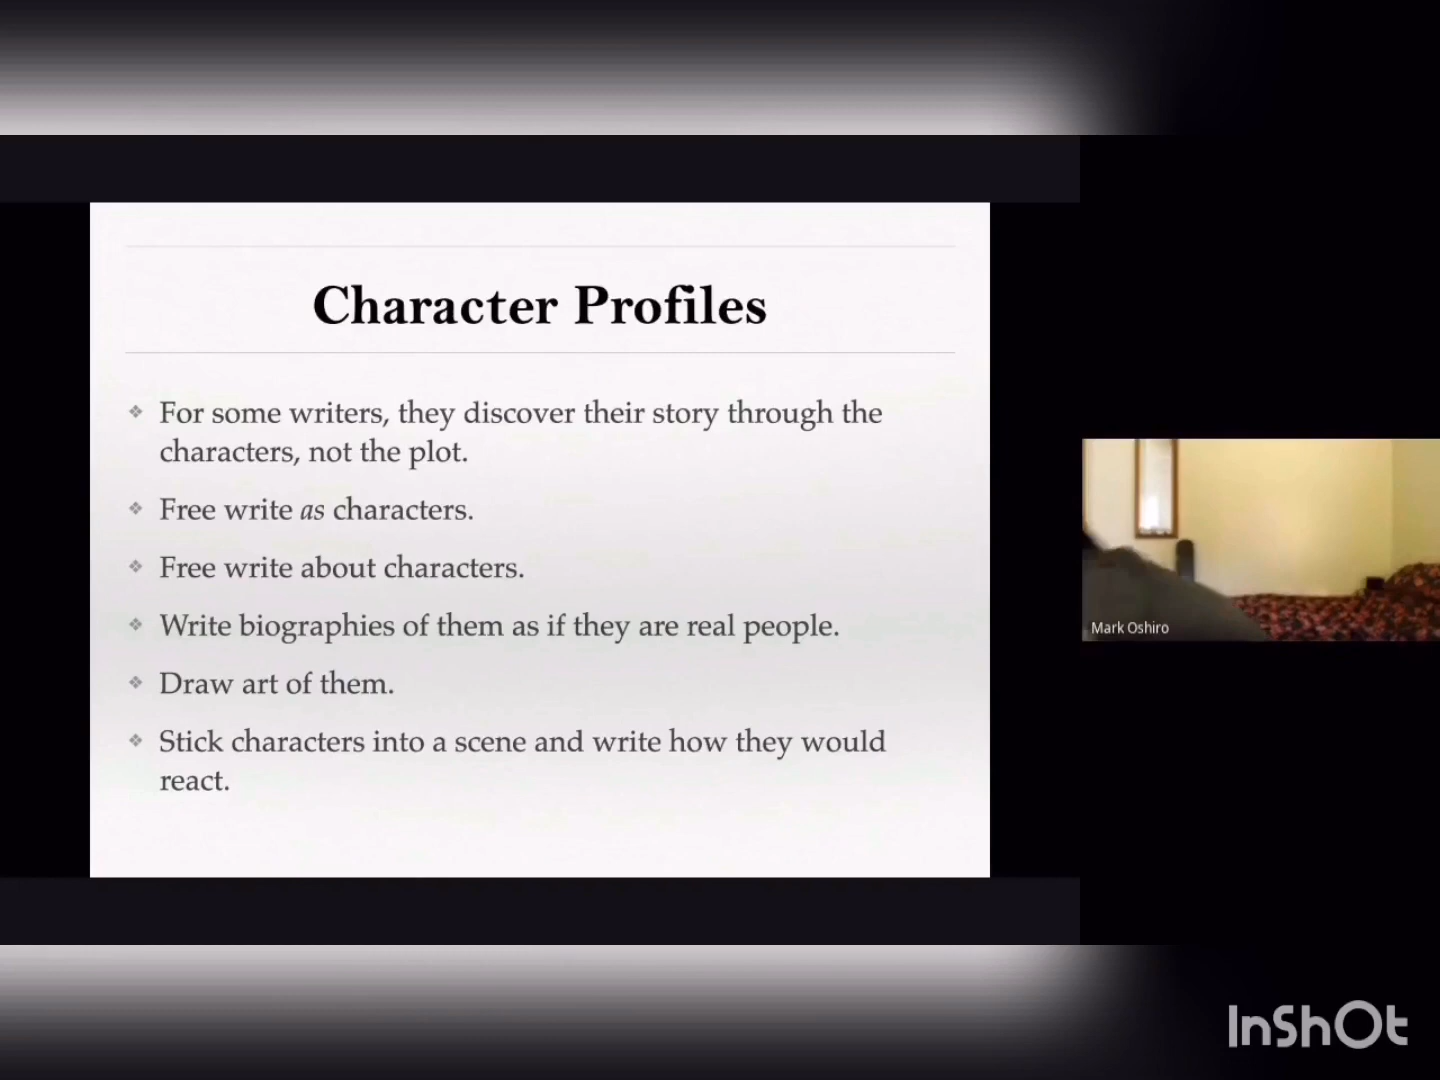 Character Profiles
For some writers, they discover their story through the
characters, not the plot.
Free write as characters.
Free write about characters.
Write biographies of them as if they are real people.
Draw art of them.
Stick characters into a scene and write how they would
react.
Mark Oshiro
InShOt